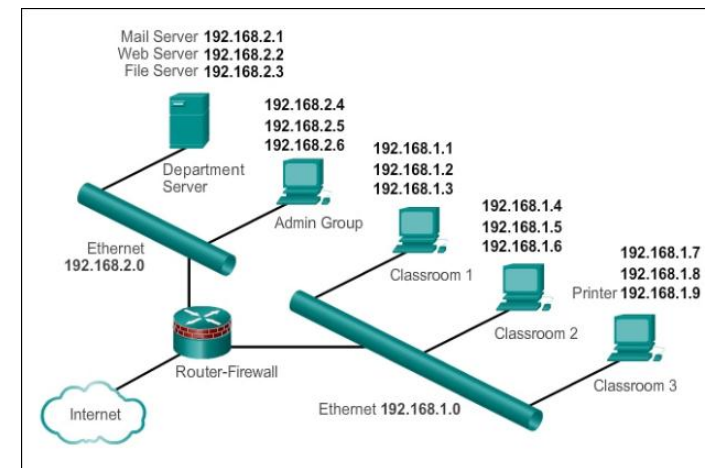 Mail Server 192.168.2.1
Web Server 192.168.2.2
File Server 192.168.2.3
192.168.2.4
192.168.2.5
192.168.2.6
Department
Server
Admin Group
Ethernet
192.168.2.0
192.168.1.1
192.168.1.2
192.168.1.3
Classroom 1
192.168.1.4
192.168.1.5
192.168.1.6
Classroom 2
192.168.1.7
192.168.1.8
Printer 192.168.1.9
Classroom 3
Router-Firewall
Internet
Ethernet 192.168.1.0